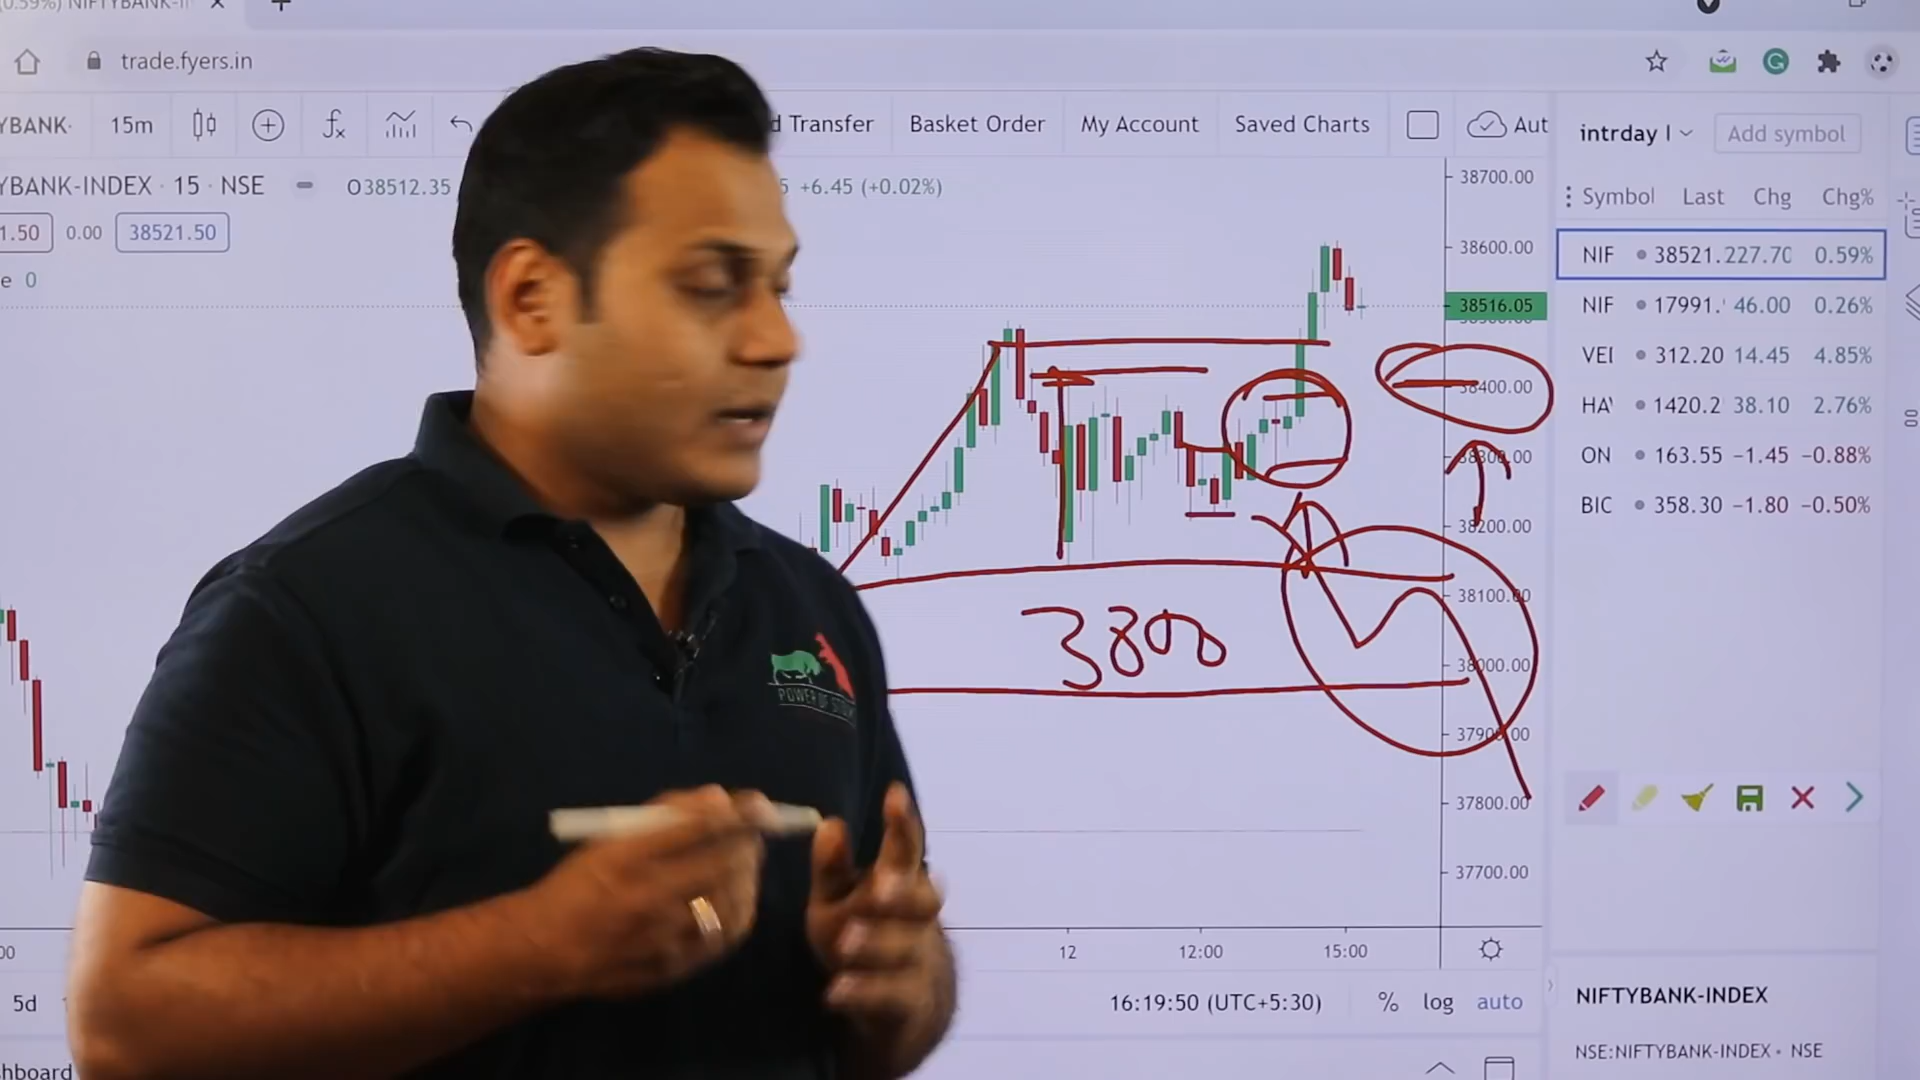 (0.59%) NIFTYBANK-I
trade.fyers.in
YBANK-
15m
d Transfer
Basket Order
My Account
Saved Charts
Aut
intrday l
Add symbol
YBANK-INDEX · 15 · NSE
O38512.35
+6.45 (+0.02%)
1.50
0.00
38521.50
e 0
Symbol Last Chg Chg%
NIF 38521. 227.70 0.59%
NIF 17991. 46.00 0.26%
VEI 312.20 14.45 4.85%
HA 1420.2 38.10 2.76%
ON 163.55 −1.45 −0.88%
BIC 358.30 −1.80 −0.50%
38700.00
38600.00
38516.05
38400.00
38300.00
38200.00
38100.00
38000.00
37900.00
37800.00
37700.00
3800
POWER OF STOCK
12
12:00
15:00
5d
16:19:50 (UTC+5:30)
%
log
auto
NIFTYBANK-INDEX
NSE:NIFTYBANK-INDEX • NSE
hboard